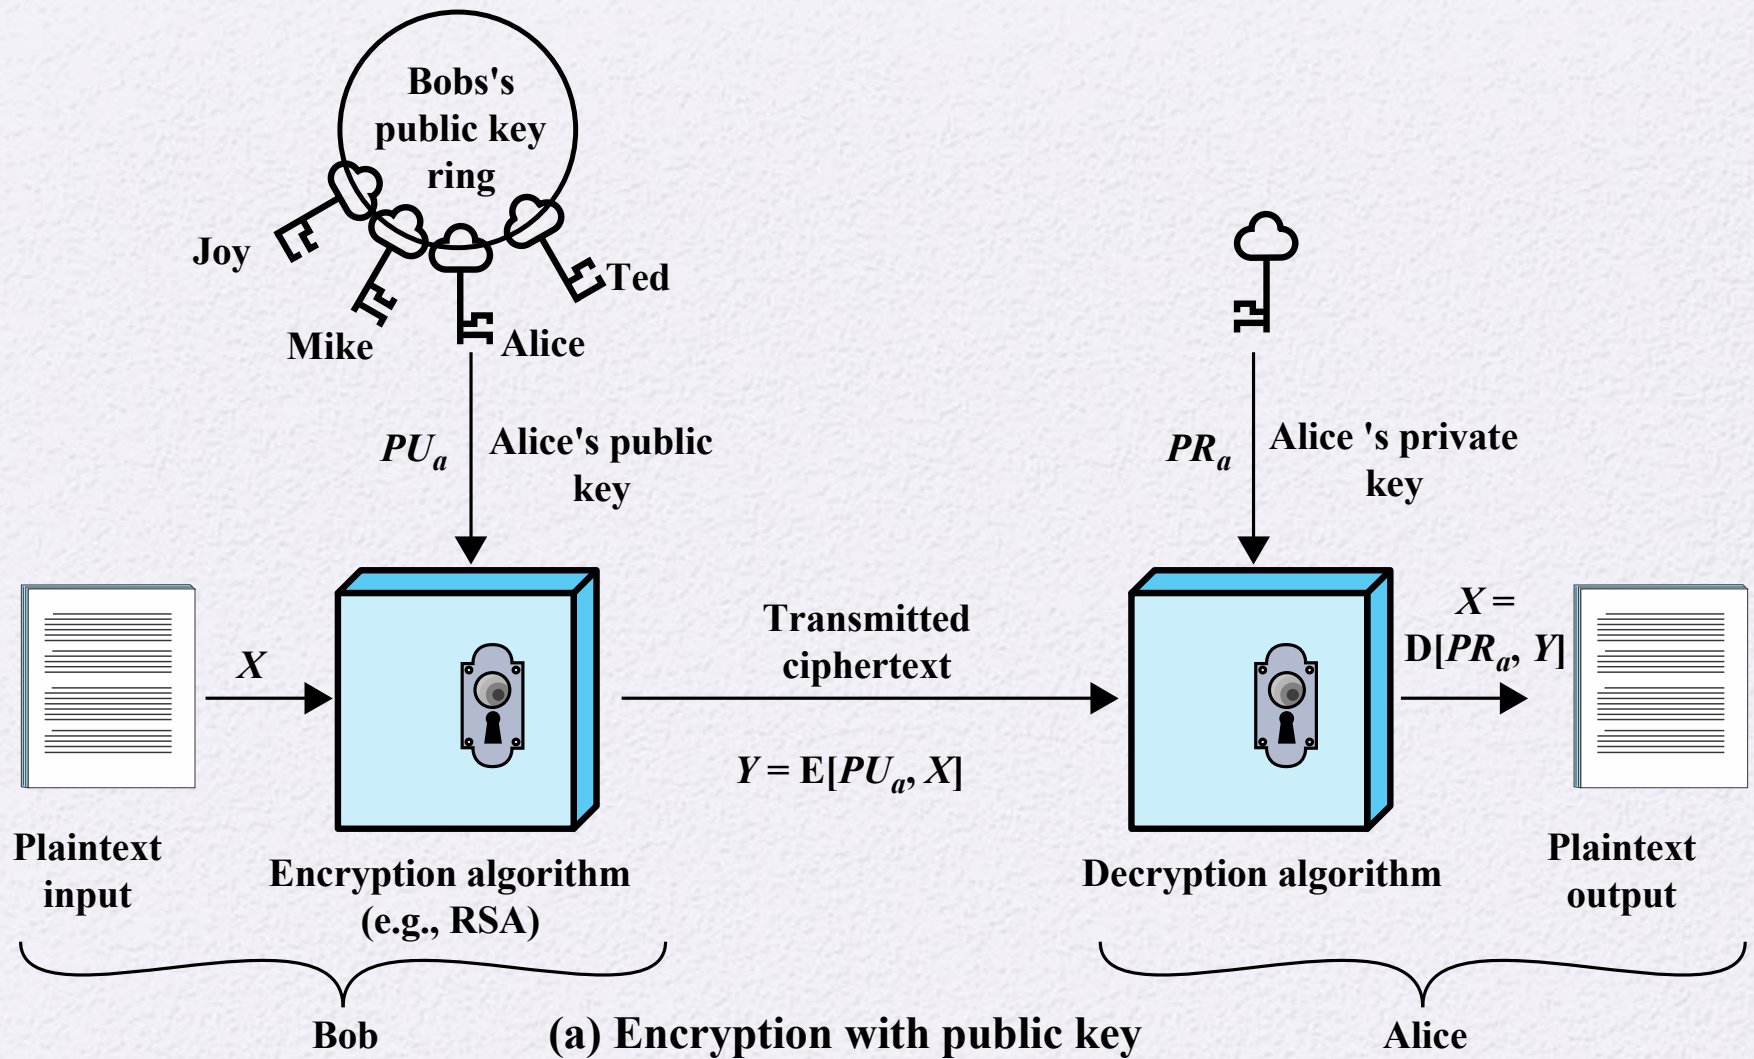 Bobs's
public key
ring
Joy
Ted
Mike
Alice
PUa
Alice's public
key
PRa
Alice 's private
key
X
Transmitted
ciphertext
Y = E[PUa, X]
X =
D[PRa, Y]
Plaintext
input
Encryption algorithm
(e.g., RSA)
Decryption algorithm
Plaintext
output
Bob
(a) Encryption with public key
Alice